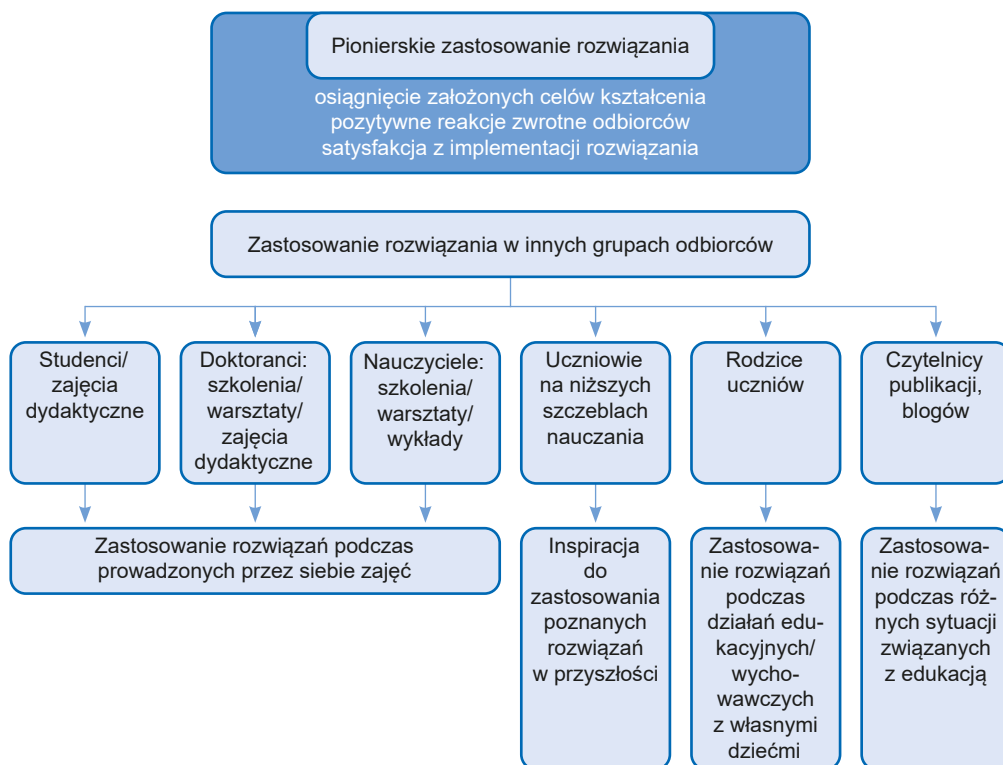 Pionierskie zastosowanie rozwiązania
osiągnięcie założonych celów kształcenia
pozytywne reakcje zwrotne odbiorców
satysfakcja z implementacji rozwiązania
Zastosowanie rozwiązania w innych grupach odbiorców
Studenci/
zajęcia
dydaktyczne
Doktoranci:
szkolenia/
warsztaty/
zajęcia
dydaktyczne
Nauczyciele:
szkolenia/
warsztaty/
wykłady
Uczniowie
na niższych
szczeblach
nauczania
Rodzice
uczniów
Czytelnicy
publikacji,
blogów
Zastosowanie rozwiązań podczas
prowadzonych przez siebie zajęć
Inspiracja
do
zastosowania
poznanych
rozwiązań
w przyszłości
Zastosowa-
nie rozwiązań
podczas
działań edu-
kacyjnych/
wycho-
wawczych
z własnymi
dziećmi
Zastosowa-
nie rozwiązań
podczas róż-
nych sytuacji
związanych
z edukacją